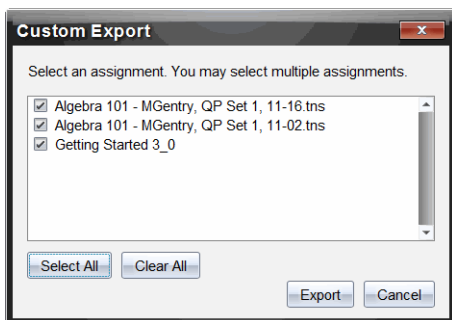 Custom Export
Select an assignment. You may select multiple assignments.
Algebra 101 - MGentry, QP Set 1, 11-16.tns
Algebra 101 - MGentry, QP Set 1, 11-02.tns
Getting Started 3_0
Select All Clear All
Export Cancel